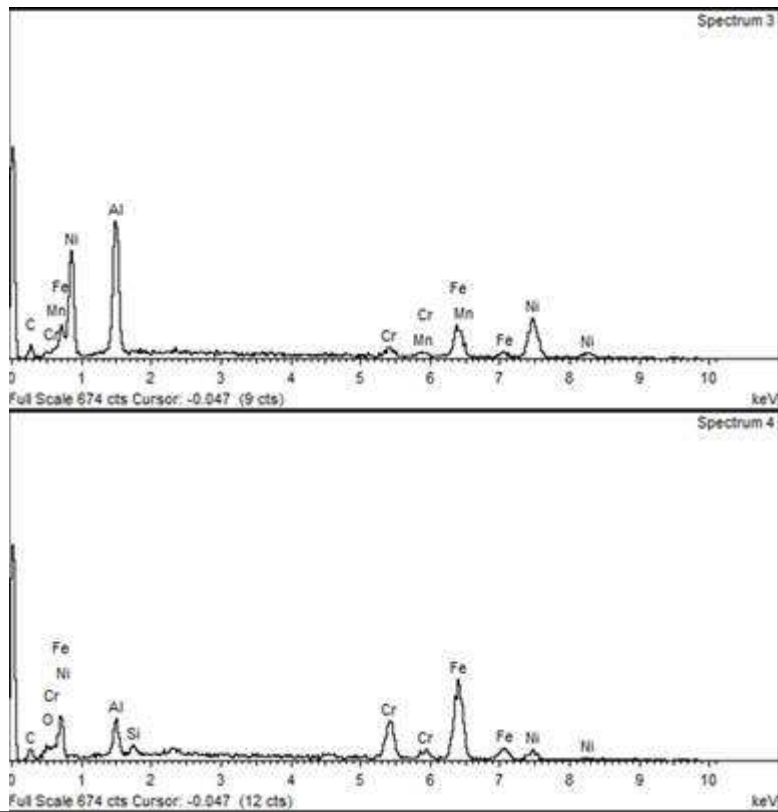 Spectrum 3
Al
Ni
Fe
Mn
C
Cr
Fe
Cr
Mn
Cr
Mn
Fe
Ni
Ni
0 1 2 3 4 5 6 7 8 9 10
Full Scale 674 cts Cursor: -0.047 (9 cts)
keV
Spectrum 4
Fe
Ni
Cr
O
C
Al
Si
Cr
Cr
Fe
Fe
Ni
Ni
0 1 2 3 4 5 6 7 8 9 10
Full Scale 674 cts Cursor: -0.047 (12 cts)
keV